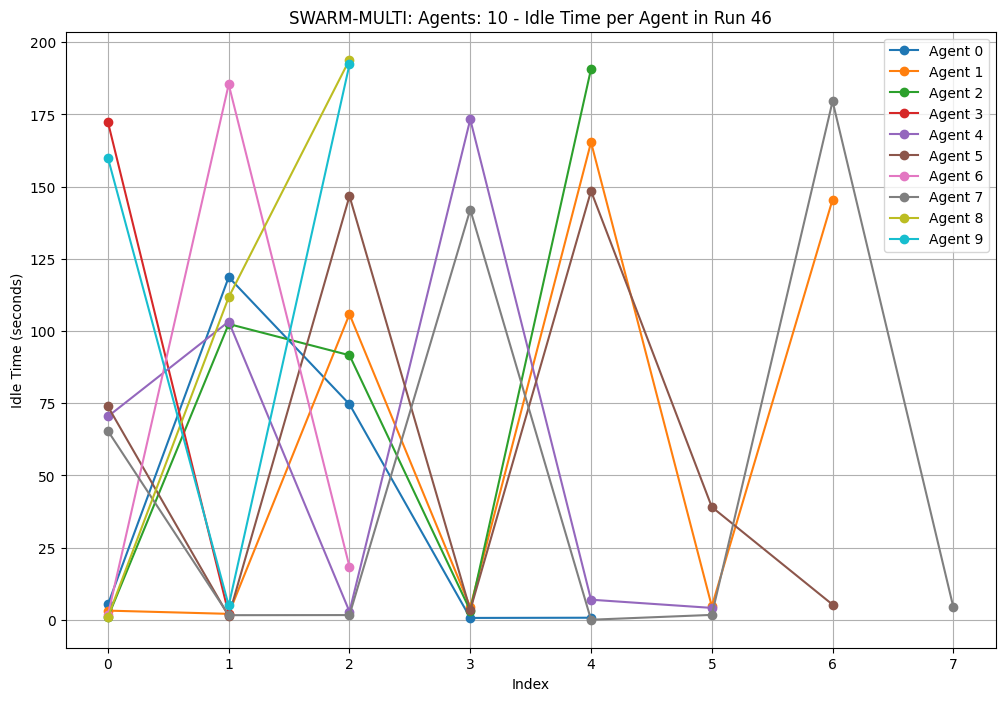 SWARM-MULTI: Agents: 10 - Idle Time per Agent in Run 46
200
175
150
125
100
75
50
25
0
Idle Time (seconds)
0 1 2 3 4 5 6 7
Index
Agent 0
Agent 1
Agent 2
Agent 3
Agent 4
Agent 5
Agent 6
Agent 7
Agent 8
Agent 9